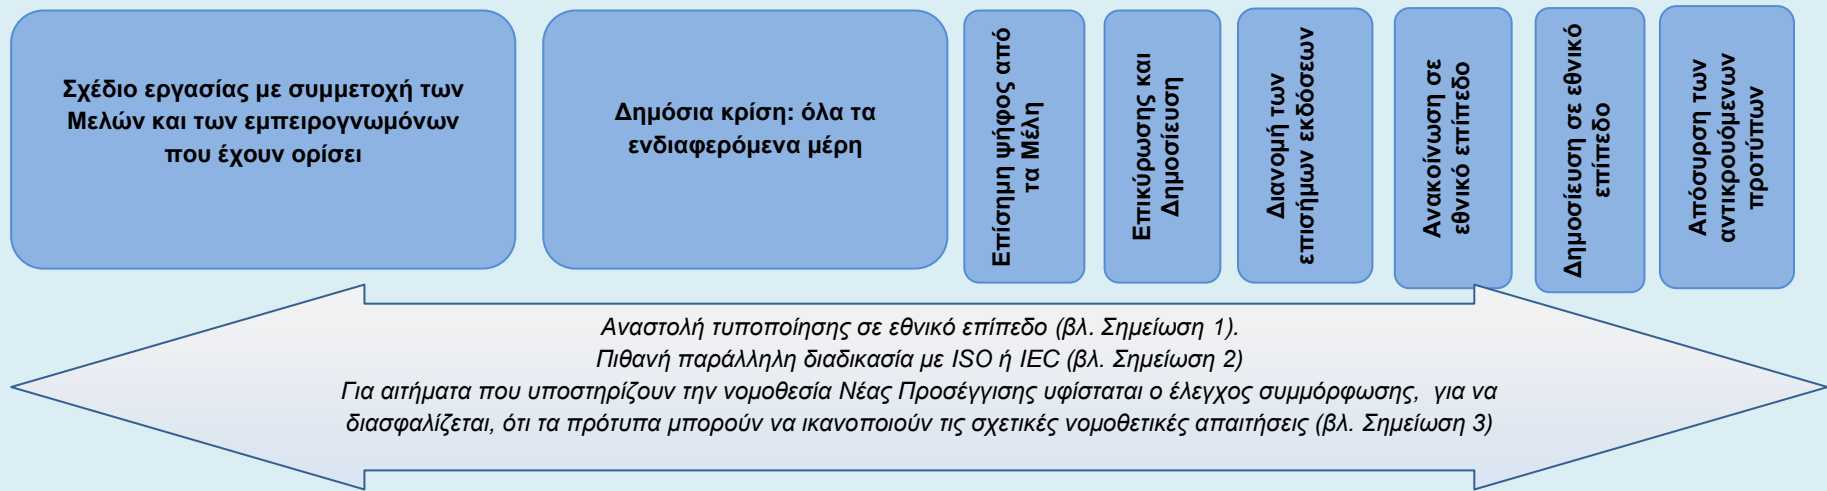 Σχέδιο εργασίας με συμμετοχή των
Μελών και των εμπειρογνωμόνων
που έχουν ορίσει
Δημόσια κρίση: όλα τα
ενδιαφερόμενα μέρη
Επίσημη ψήφος από
τα Μέλη
Επικύρωσης και
Δημοσίευση
Διανομή των
επισήμων εκδόσεων
Ανακοίνωση σε
εθνικό επίπεδο
Δημοσίευση σε εθνικό
επίπεδο
Απόσυρση των
αντικρουόμενων
προτύπων
Αναστολή τυποποίησης σε εθνικό επίπεδο (βλ. Σημείωση 1).
Πιθανή παράλληλη διαδικασία με ISO ή IEC (βλ. Σημείωση 2)
Για αιτήματα που υποστηρίζουν την νομοθεσία Νέας Προσέγγισης υφίσταται ο έλεγχος συμμόρφωσης, για να
διασφαλίζεται, ότι τα πρότυπα μπορούν να ικανοποιούν τις σχετικές νομοθετικές απαιτήσεις (βλ. Σημείωση 3)